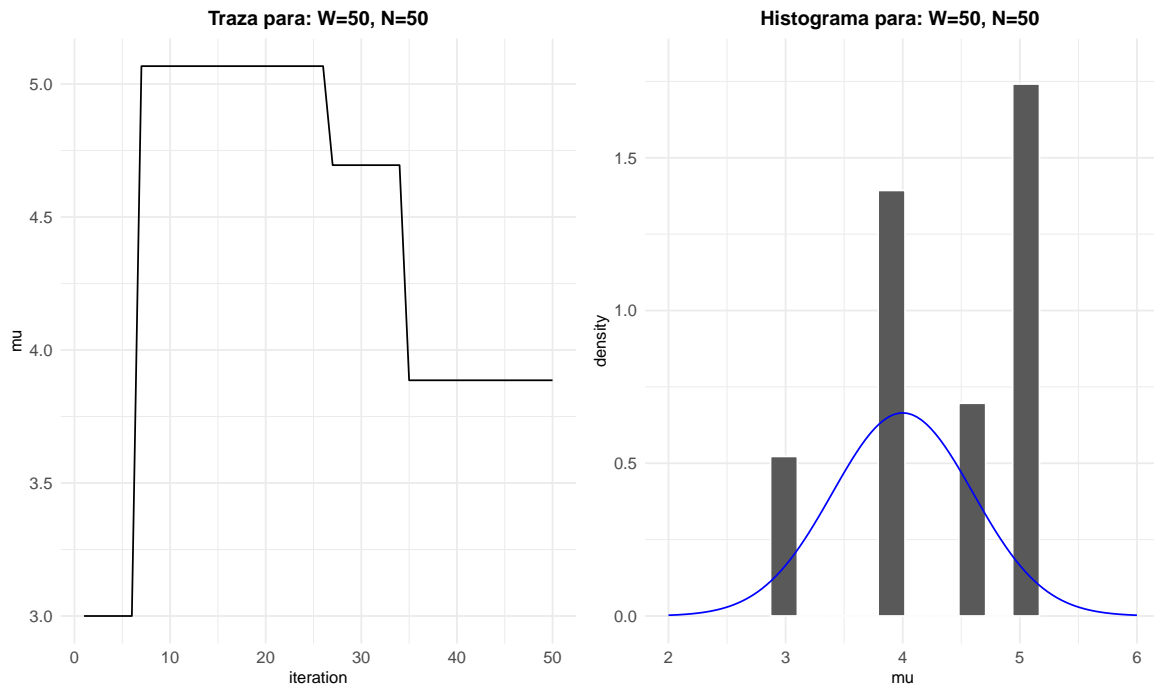 Traza para: W=50, N=50
mu
5.0
4.5
4.0
3.5
3.0
0 10 20 30 40 50
iteration
Histograma para: W=50, N=50
density
1.5
1.0
0.5
0.0
2 3 4 5 6
mu